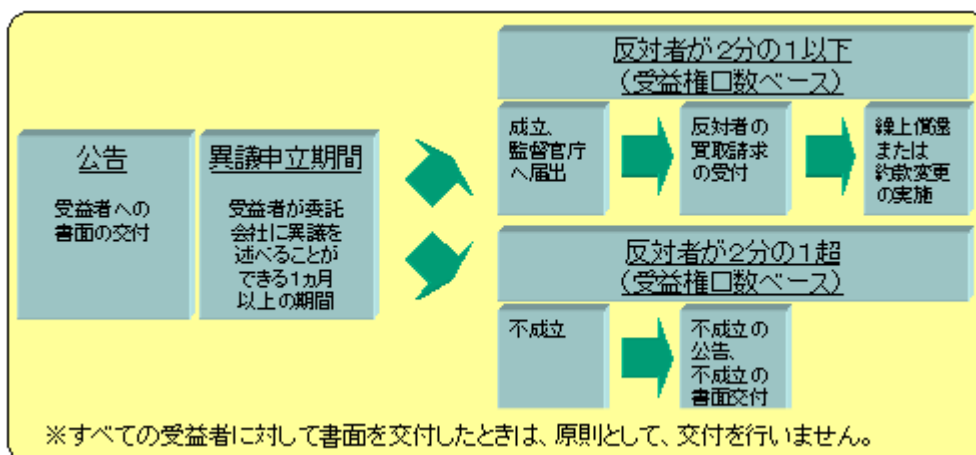 公告
受益者への
書面の交付
異議申立期間
受益者が委託
会社に異議を
述べることが
できる1ヵ月
以上の期間
反対者が2分の1以下
(受益権口数ベース)
成立、
監督官庁
へ届出
反対者の
買取請求
の受付
繰上償還
または
約款変更
の実施
反対者が2分の1超
(受益権口数ベース)
不成立
不成立の
公告、
不成立の
書面交付
※すべての受益者に対して書面を交付したときは、原則として、交付を行いません。